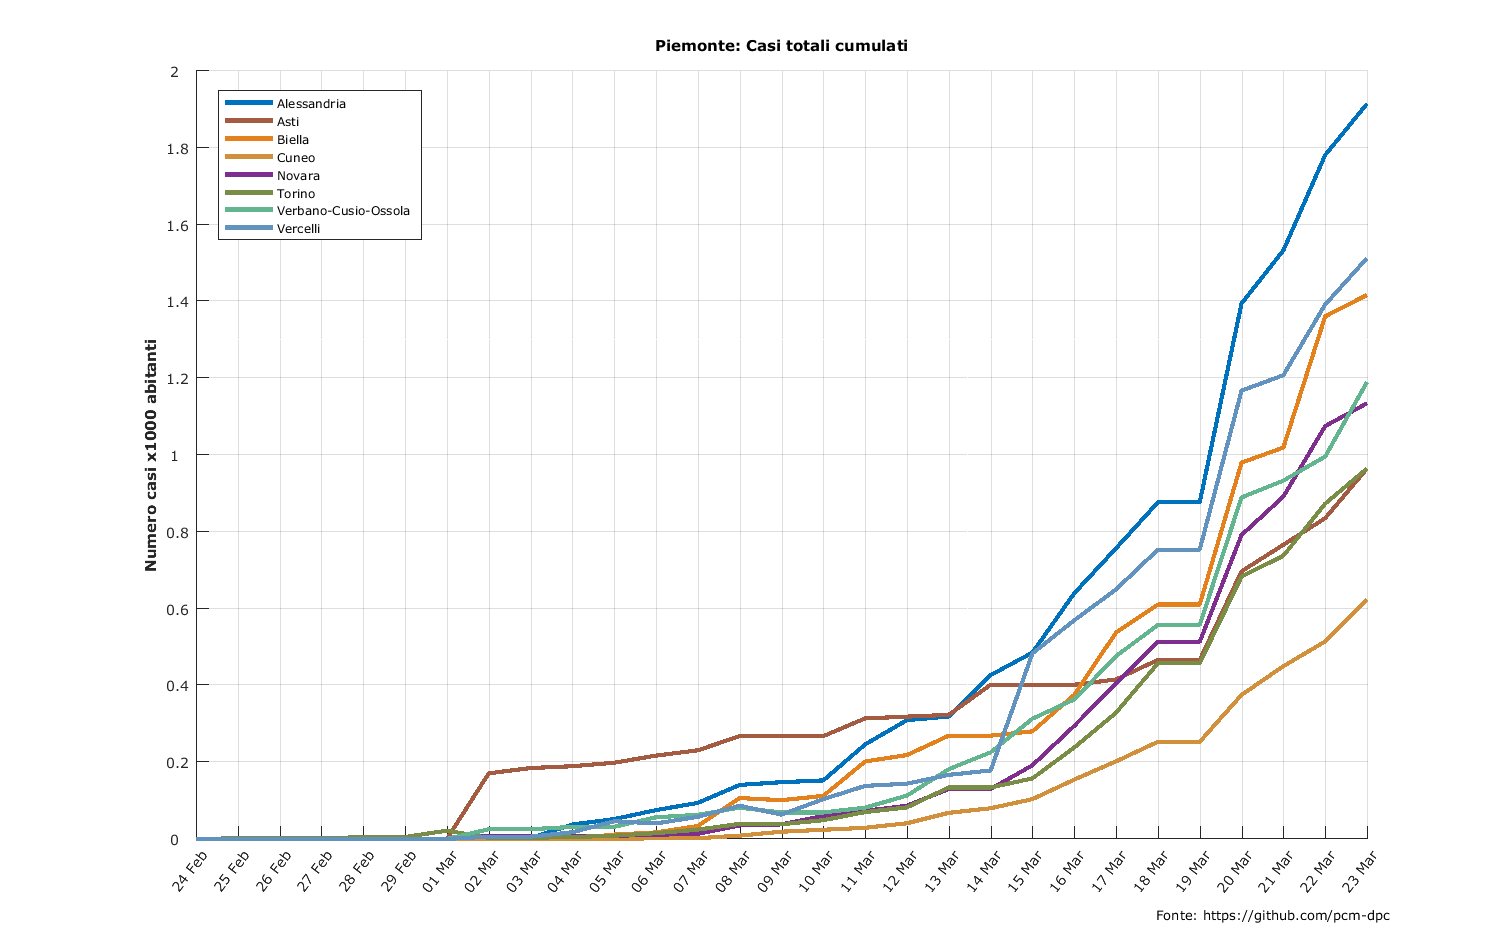 Piemonte: Casi totali cumulati
2
1.8
1.6
1.4
1.2
1
0.8
0.6
0.4
0.2
0
Numero casi x1000 abitanti
Alessandria
Asti
Biella
Cuneo
Novara
Torino
Verbano-Cusio-Ossola
Vercelli
24 Feb
25 Feb
26 Feb
27 Feb
28 Feb
29 Feb
01 Mar
02 Mar
03 Mar
04 Mar
05 Mar
06 Mar
07 Mar
08 Mar
09 Mar
10 Mar
11 Mar
12 Mar
13 Mar
14 Mar
15 Mar
16 Mar
17 Mar
18 Mar
19 Mar
20 Mar
21 Mar
22 Mar
23 Mar
Fonte: https://github.com/pcm-dpc